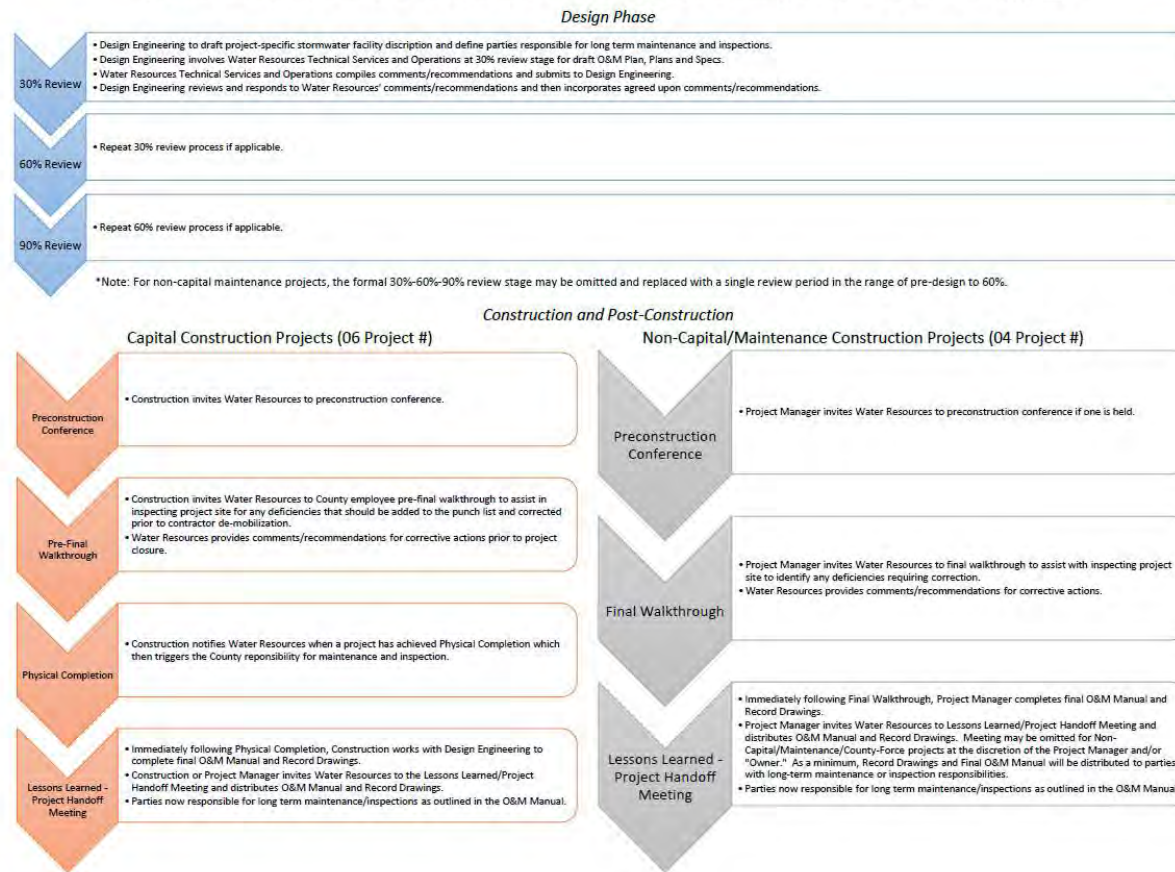 Design Phase
30% Review
• Design Engineering to draft project-specific stormwater facility discription and define parties responsible for long term maintenance and inspections.
• Design Engineering involves Water Resources Technical Services and Operations at 30% review stage for draft O&M Plan, Plans and Specs.
• Water Resources Technical Services and Operations compiles comments/recommendations and submits to Design Engineering.
• Design Engineering reviews and responds to Water Resources' comments/recommendations and then incorporates agreed upon comments/recommendations.
60% Review
• Repeat 30% review process if applicable.
90% Review
• Repeat 60% review process if applicable.
*Note: For non-capital maintenance projects, the formal 30%-60%-90% review stage may be omitted and replaced with a single review period in the range of pre-design to 60%.
Construction and Post-Construction
Capital Construction Projects (06 Project #)
Preconstruction
Conference
• Construction invites Water Resources to preconstruction conference.
Pre-Final
Walkthrough
• Construction invites Water Resources to County employee pre-final walkthrough to assist in
inspecting project site for any deficiencies that should be added to the punch list and corrected
prior to contractor de-mobilization.
• Water Resources provides comments/recommendations for corrective actions prior to project
closure.
Physical Completion
• Construction notifies Water Resources when a project has achieved Physical Completion which
then triggers the County reponsibility for maintenance and inspection.
Lessons Learned -
Project Handoff
Meeting
• Immediately following Physical Completion, Construction works with Design Engineering to
complete final O&M Manual and Record Drawings.
• Construction or Project Manager invites Water Resources to the Lessons Learned/Project
Handoff Meeting and distributes O&M Manual and Record Drawings.
• Parties now responsible for long term maintenance/inspections as outlined in the O&M Manual.
Non-Capital/Maintenance Construction Projects (04 Project #)
Preconstruction
Conference
• Project Manager invites Water Resources to preconstruction conference if one is held.
Final Walkthrough
• Project Manager invites Water Resources to final walkthrough to assist with inspecting project
site to identify any deficiencies requiring correction.
• Water Resources provides comments/recommendations for corrective actions.
Lessons Learned -
Project Handoff
Meeting
• Immediately following Final Walkthrough, Project Manager completes final O&M Manual and
Record Drawings.
• Project Manager invites Water Resources to Lessons Learned/Project Handoff Meeting and
distributes O&M Manual and Record Drawings. Meeting may be omitted for Non-
Capital/Maintenance/County-Force projects at the discretion of the Project Manager and/or
"Owner." As a minimum, Record Drawings and Final O&M Manual will be distributed to parties
with long-term maintenance or inspection responsibilities.
• Parties now responsible for long term maintenance/inspections as outlined in the O&M Manual